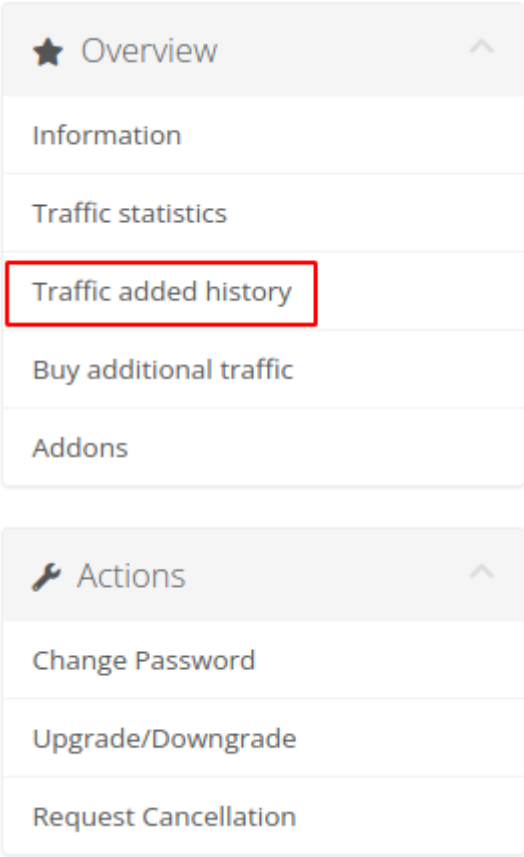 Overview
Information
Traffic statistics
Traffic added history
Buy additional traffic
Addons
Actions
Change Password
Upgrade/Downgrade
Request Cancellation